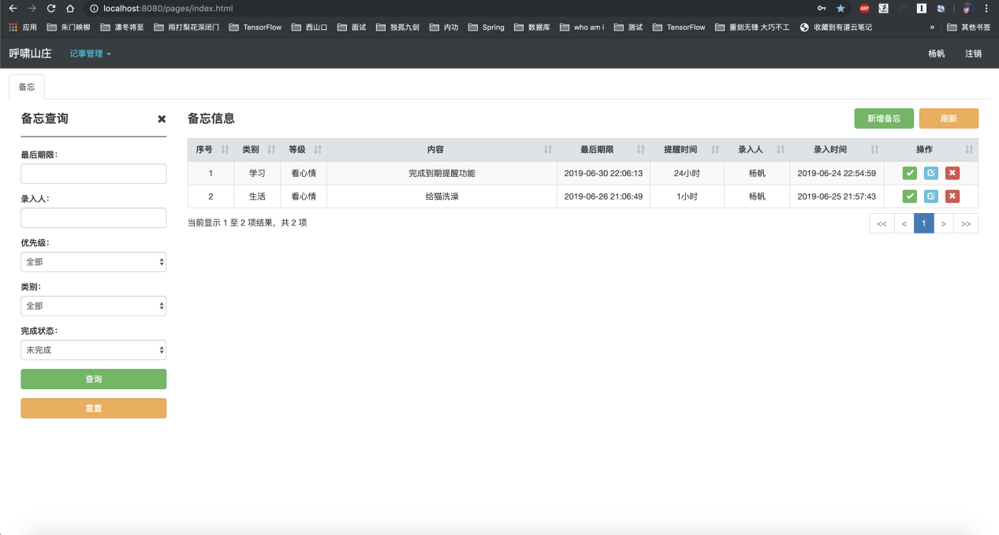 localhost:8080/pages/index.html
ABP
应用 朱门映柳 凛冬将至 雨打梨花深闭门 TensorFlow 西山口 面试 独孤九剑 内功 Spring 数据库 who am i 测试 TensorFlow 重剑无锋 大巧不工 收藏到有道云笔记 » 其他书签
呼啸山庄 记事管理 杨帆 注销
备忘
备忘查询
最后期限：
录入人：
优先级：
全部
类别：
全部
完成状态：
未完成
查询
重置
备忘信息 新增备忘 刷新
序号 类别 等级 内容 最后期限 提醒时间 录入人 录入时间 操作
1 学习 看心情 完成到期提醒功能 2019-06-30 22:06:13 24小时 杨帆 2019-06-24 22:54:59
2 生活 看心情 给猫洗澡 2019-06-26 21:06:49 1小时 杨帆 2019-06-25 21:57:43
当前显示 1 至 2 项结果，共 2 项 << < 1 > >>